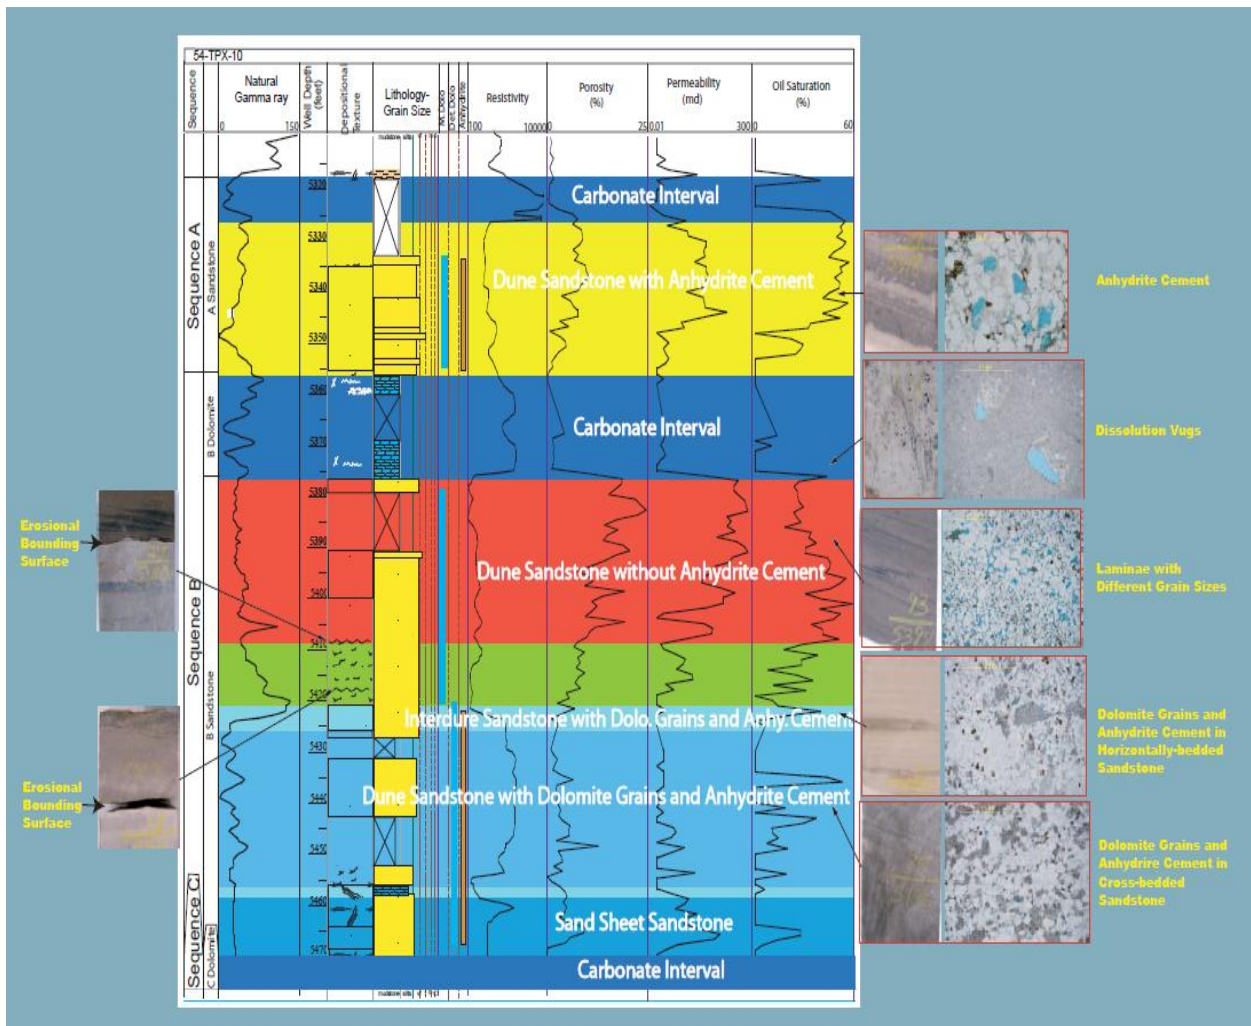 54-TPX-10
Sequence
Natural
Gamma ray
0
150
Well Depth
(feet)
Depositional
Texture
Lithology-
Grain Size
M. Dolo
Det. Dolo
Anhydrite
Resistivity
100
10000
Porosity
(%)
0
25
Permeability
(md)
0.01
300
Oil Saturation
(%)
0
60
Sequence A
A Sandstone
B Dolomite
Sequence B
B Sandstone
Sequence C
C Dolomite
5320
5330
5340
5350
5360
5370
5380
5390
5400
5410
5420
5430
5440
5450
5460
5470
Carbonate Interval
Dune Sandstone with Anhydrite Cement
Carbonate Interval
Dune Sandstone without Anhydrite Cement
Interdure Sandstone with Dolo. Grains and Anhy. Cement
Dune Sandstone with Dolomite Grains and Anhydrite Cement
Sand Sheet Sandstone
Carbonate Interval
Erosional
Bounding
Surface
Erosional
Bounding
Surface
Anhydrite Cement
Dissolution Vugs
Laminae with
Different Grain Sizes
Dolomite Grains and
Anhydrite Cement in
Horizontally-bedded
Sandstone
Dolomite Grains and
Anhydrire Cement in
Cross-bedded
Sandstone